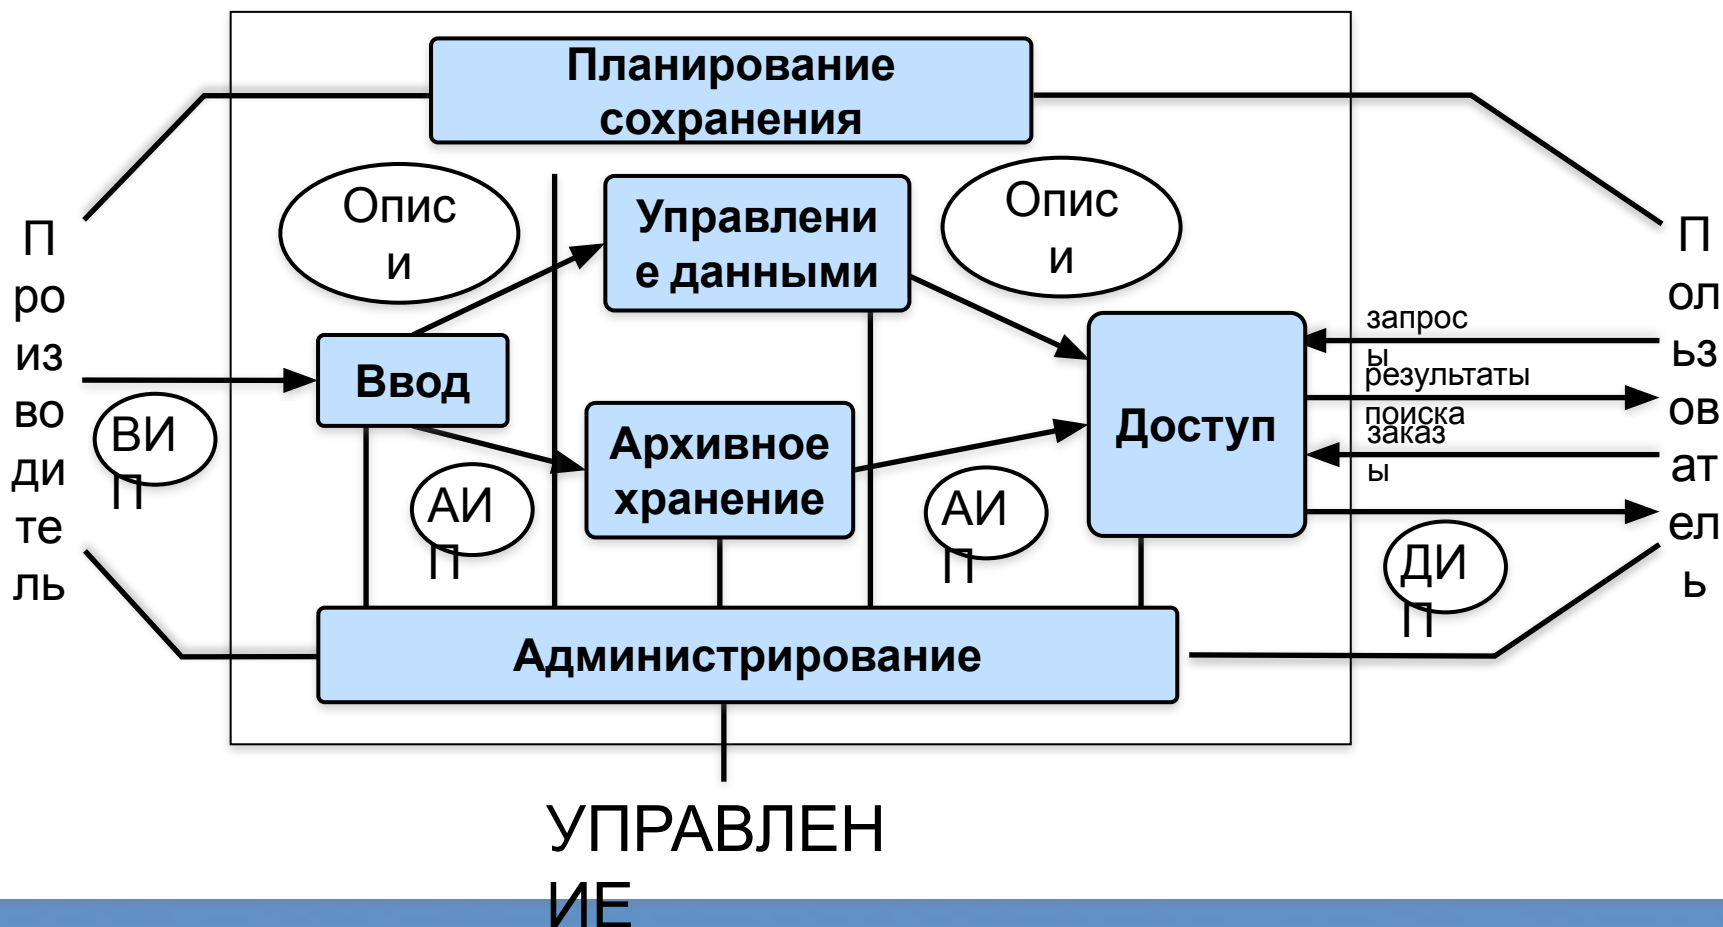 Планирование
сохранения
Опис
и
Управлени
е данными
Опис
и
П
ро
из
во
ди
те
ль
Ввод
ВИ
П
АИ
П
Архивное
хранение
АИ
П
Доступ
запрос
ы
результаты
поиска
заказ
ы
ДИ
П
П
ол
ьз
ов
ат
ел
ь
Администрирование
УПРАВЛЕН
ИЕ